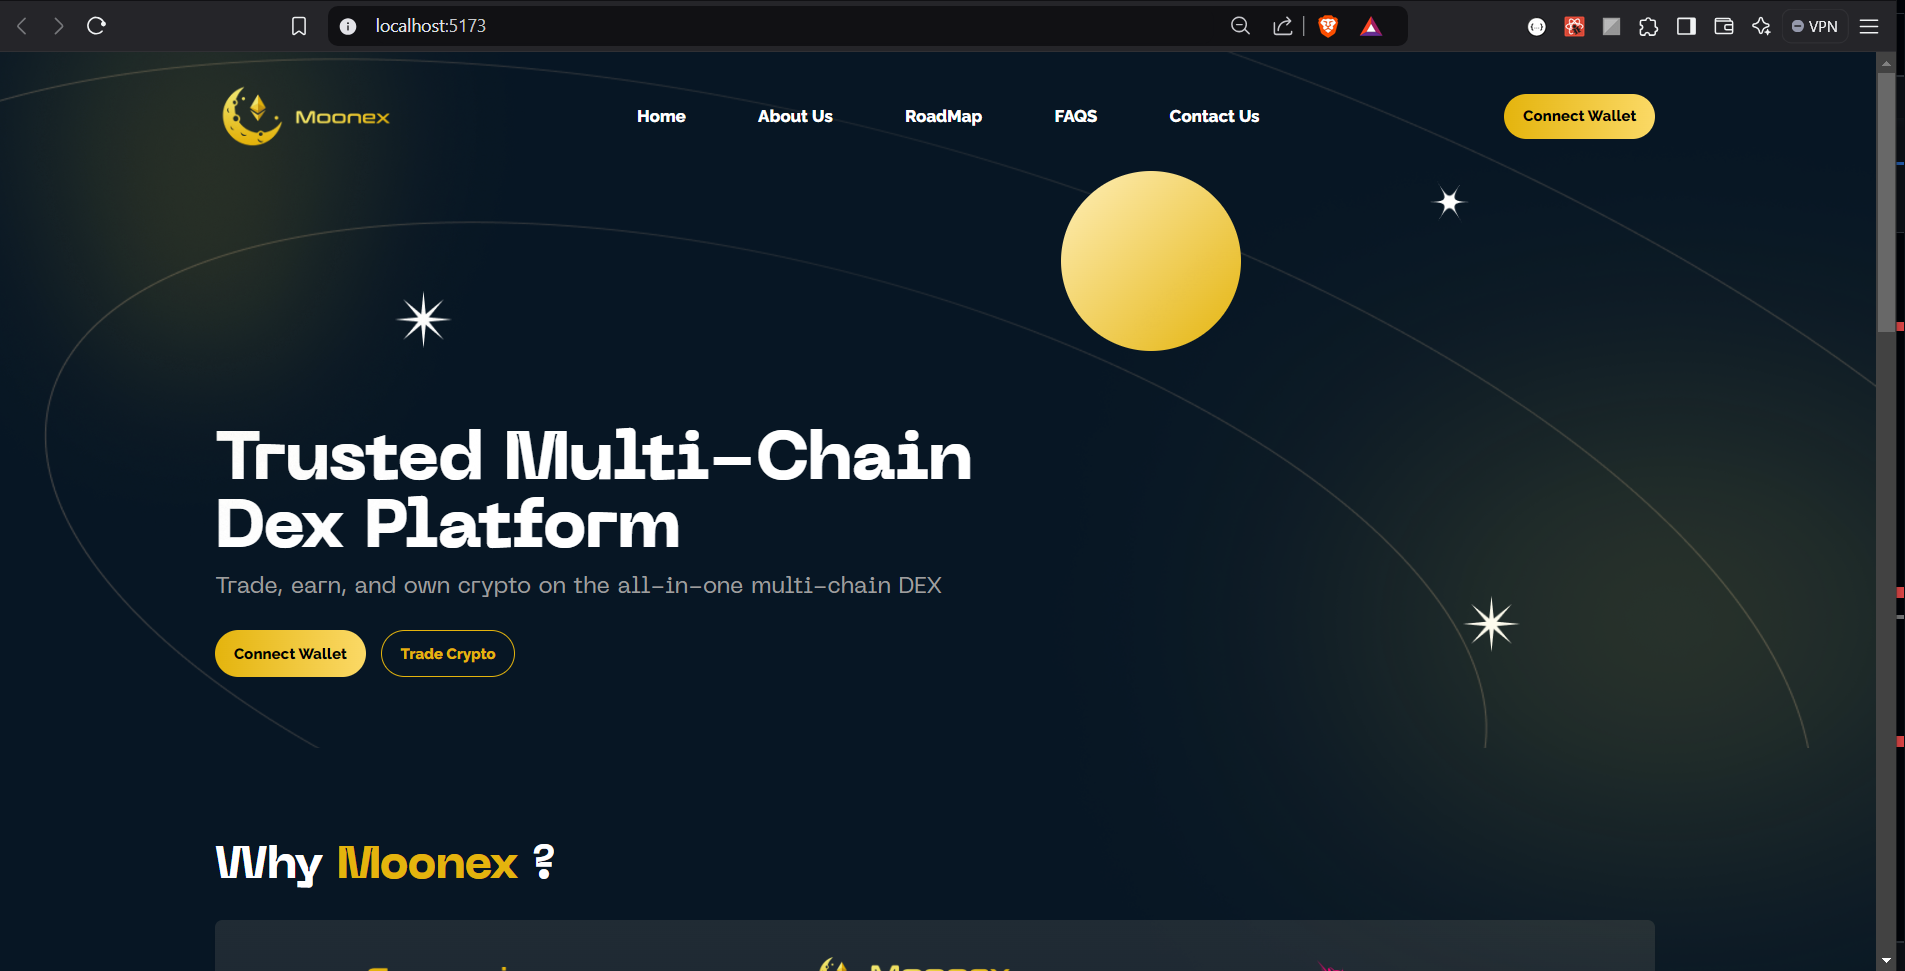 localhost:5173
VPN
Moonex
Home
About Us
RoadMap
FAQS
Contact Us
Connect Wallet
Trusted Multi-Chain
Dex Platform
Trade, earn, and own crypto on the all-in-one multi-chain DEX
Connect Wallet
Trade Crypto
Why Moonex ?